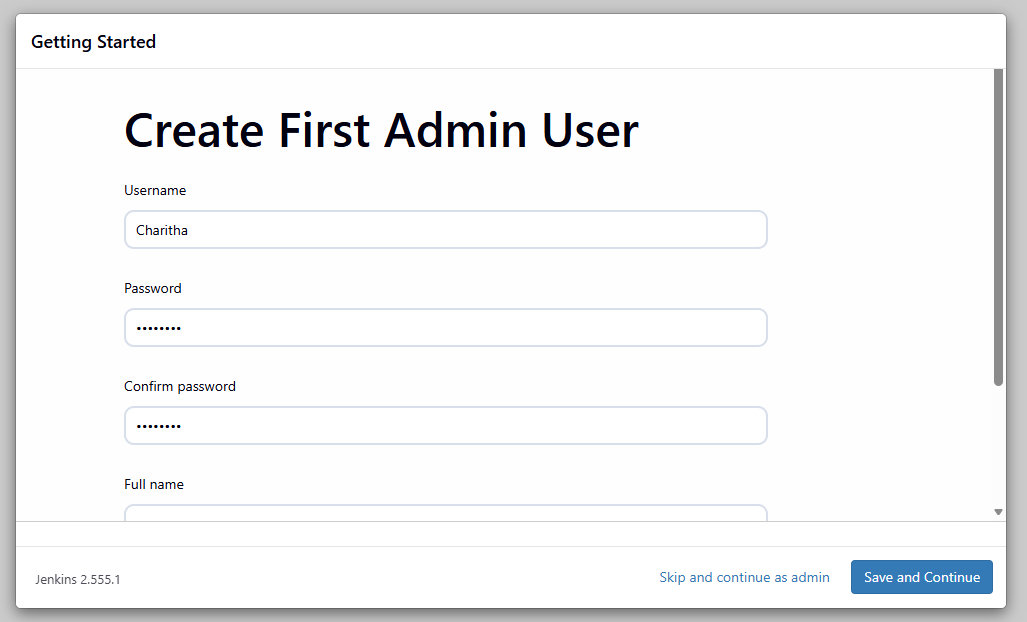 Getting Started
Create First Admin User
Username
Charitha
Password
••••••••
Confirm password
••••••••
Full name
Jenkins 2.555.1
Skip and continue as admin
Save and Continue